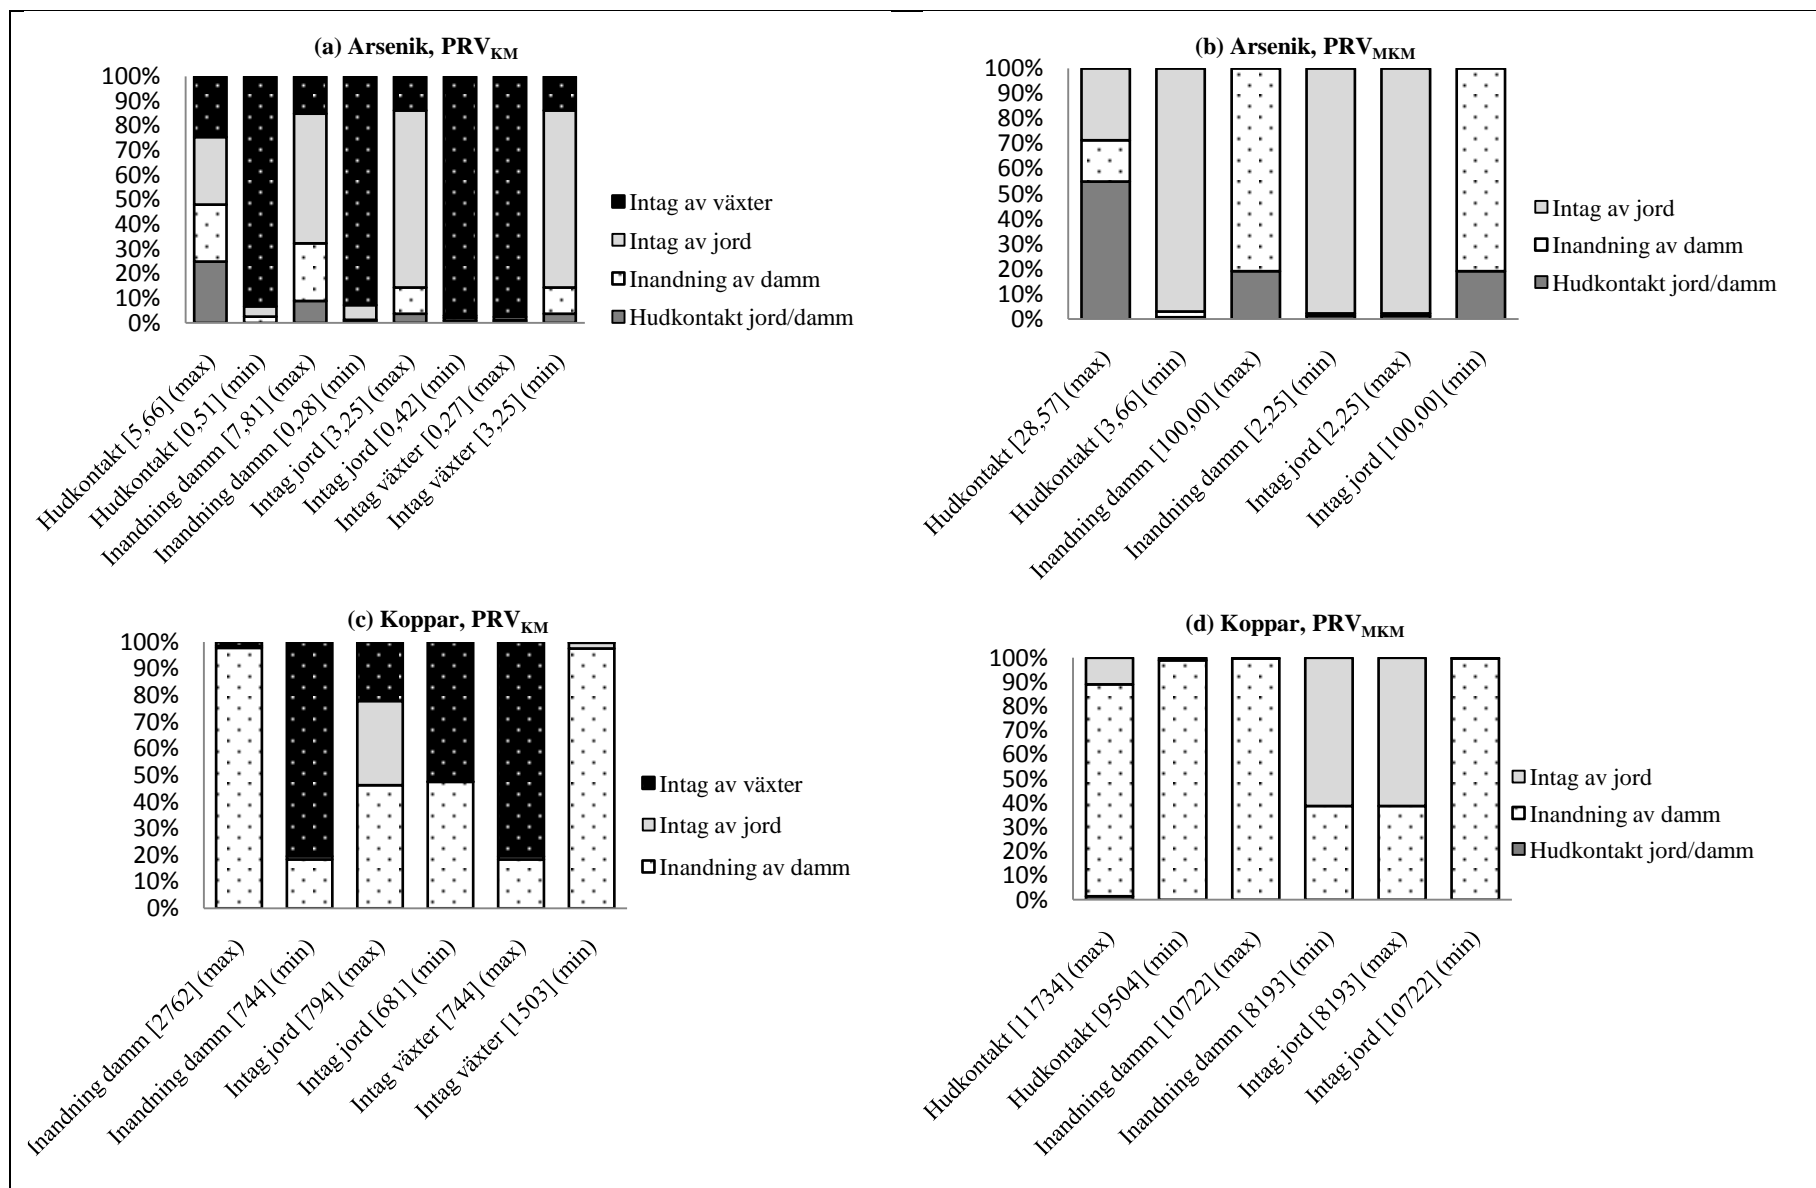 (a) Arsenik, PRVKM
100%
90%
80%
70%
60%
50%
40%
30%
20%
10%
0%
Intag av växter
Intag av jord
Inandning av damm
Hudkontakt jord/damm
Hudkontakt [5,66] (max)
Hudkontakt [0,51] (min)
Inandning damm [7,81] (max)
Inandning damm [0,28] (min)
Intag jord [3,25] (max)
Intag jord [0,42] (min)
Intag växter [0,27] (max)
Intag växter [3,25] (min)
(b) Arsenik, PRVMKM
100%
90%
80%
70%
60%
50%
40%
30%
20%
10%
0%
Intag av jord
Inandning av damm
Hudkontakt jord/damm
Hudkontakt [28,57] (max)
Hudkontakt [3,66] (min)
Inandning damm [100,00] (max)
Inandning damm [2,25] (min)
Intag jord [2,25] (max)
Intag jord [100,00] (min)
(c) Koppar, PRVKM
100%
90%
80%
70%
60%
50%
40%
30%
20%
10%
0%
Intag av växter
Intag av jord
Inandning av damm
Inandning damm [2762] (max)
Inandning damm [744] (min)
Intag jord [794] (max)
Intag jord [681] (min)
Intag växter [744] (max)
Intag växter [1503] (min)
(d) Koppar, PRVMKM
100%
90%
80%
70%
60%
50%
40%
30%
20%
10%
0%
Intag av jord
Inandning av damm
Hudkontakt jord/damm
Hudkontakt [11734] (max)
Hudkontakt [9504] (min)
Inandning damm [10722] (max)
Inandning damm [8193] (min)
Intag jord [8193] (max)
Intag jord [10722] (min)